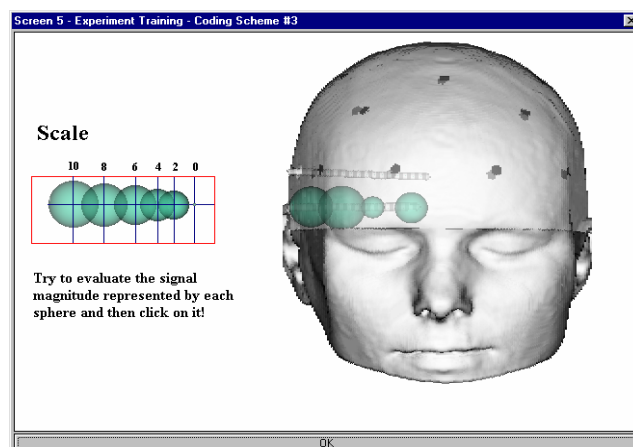 Screen 5 - Experiment Training - Coding Scheme #3
Scale
10 8 6 4 2 0
Try to evaluate the signal
magnitude represented by each
sphere and then click on it!
OK